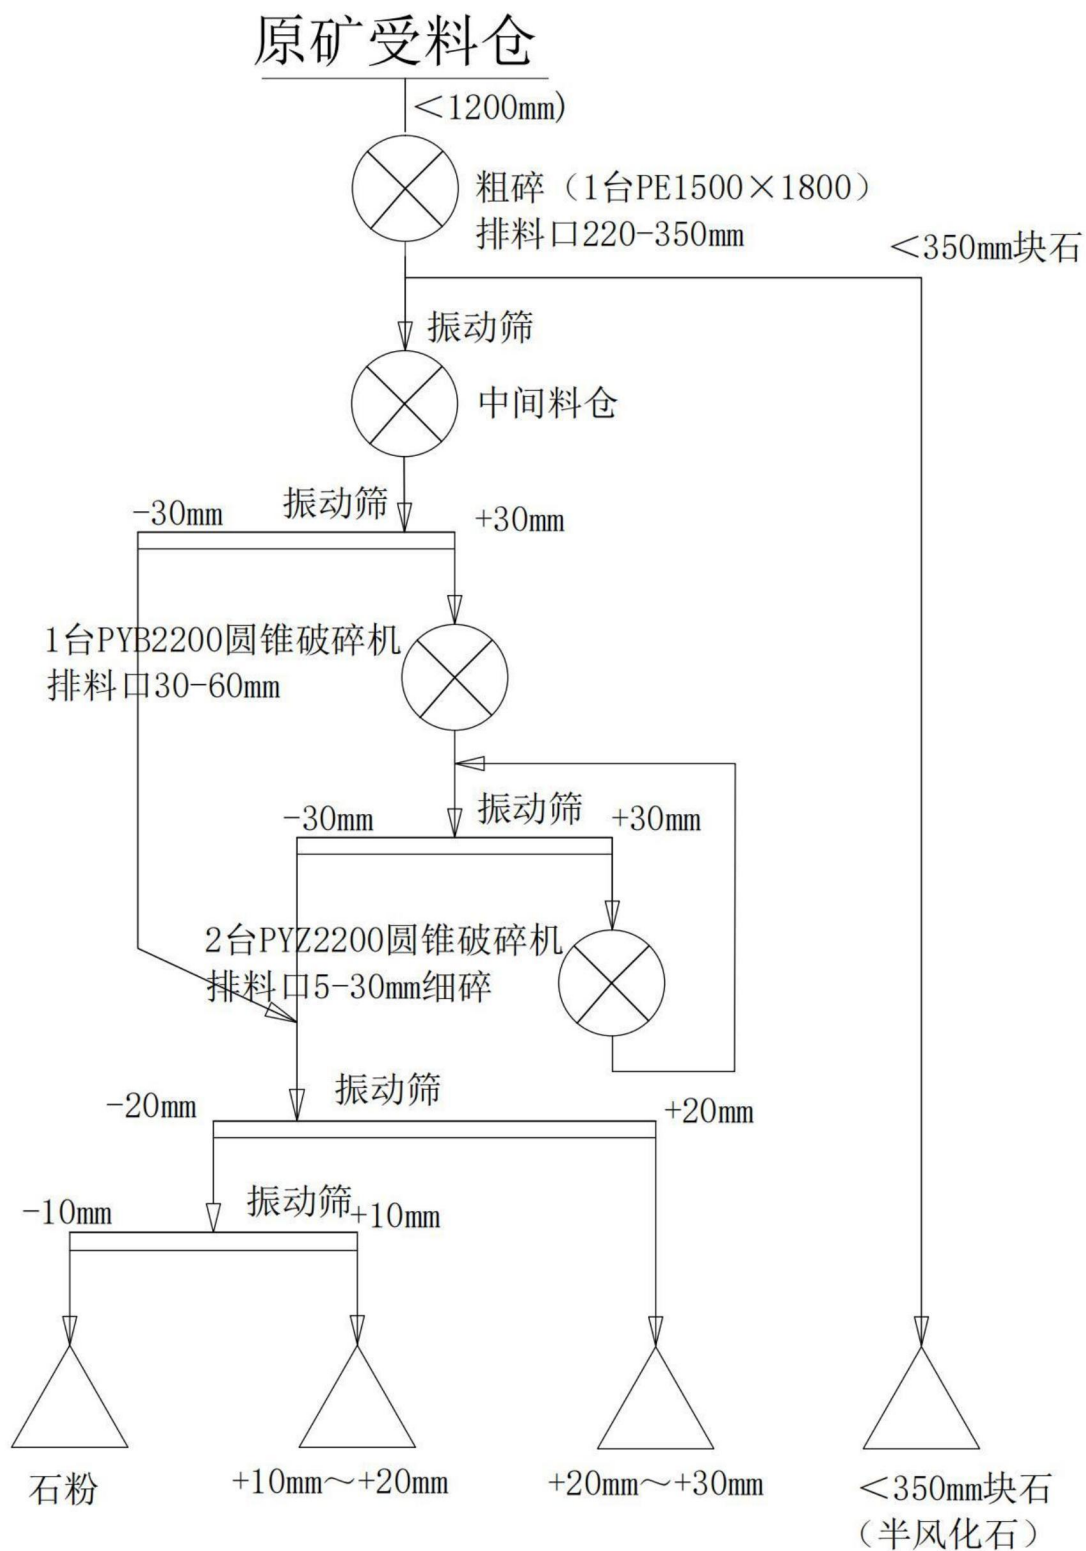 原矿受料仓
<1200mm)
粗碎（1台PE1500×1800）
排料口220-350mm
<350mm块石
振动筛
中间料仓
振动筛
-30mm
+30mm
1台PYB2200圆锥破碎机
排料口30-60mm
振动筛
-30mm
+30mm
2台PYZ2200圆锥破碎机
排料口5-30mm细碎
振动筛
-20mm
+20mm
振动筛
-10mm
+10mm
石粉
+10mm～+20mm
+20mm～+30mm
<350mm块石
（半风化石）